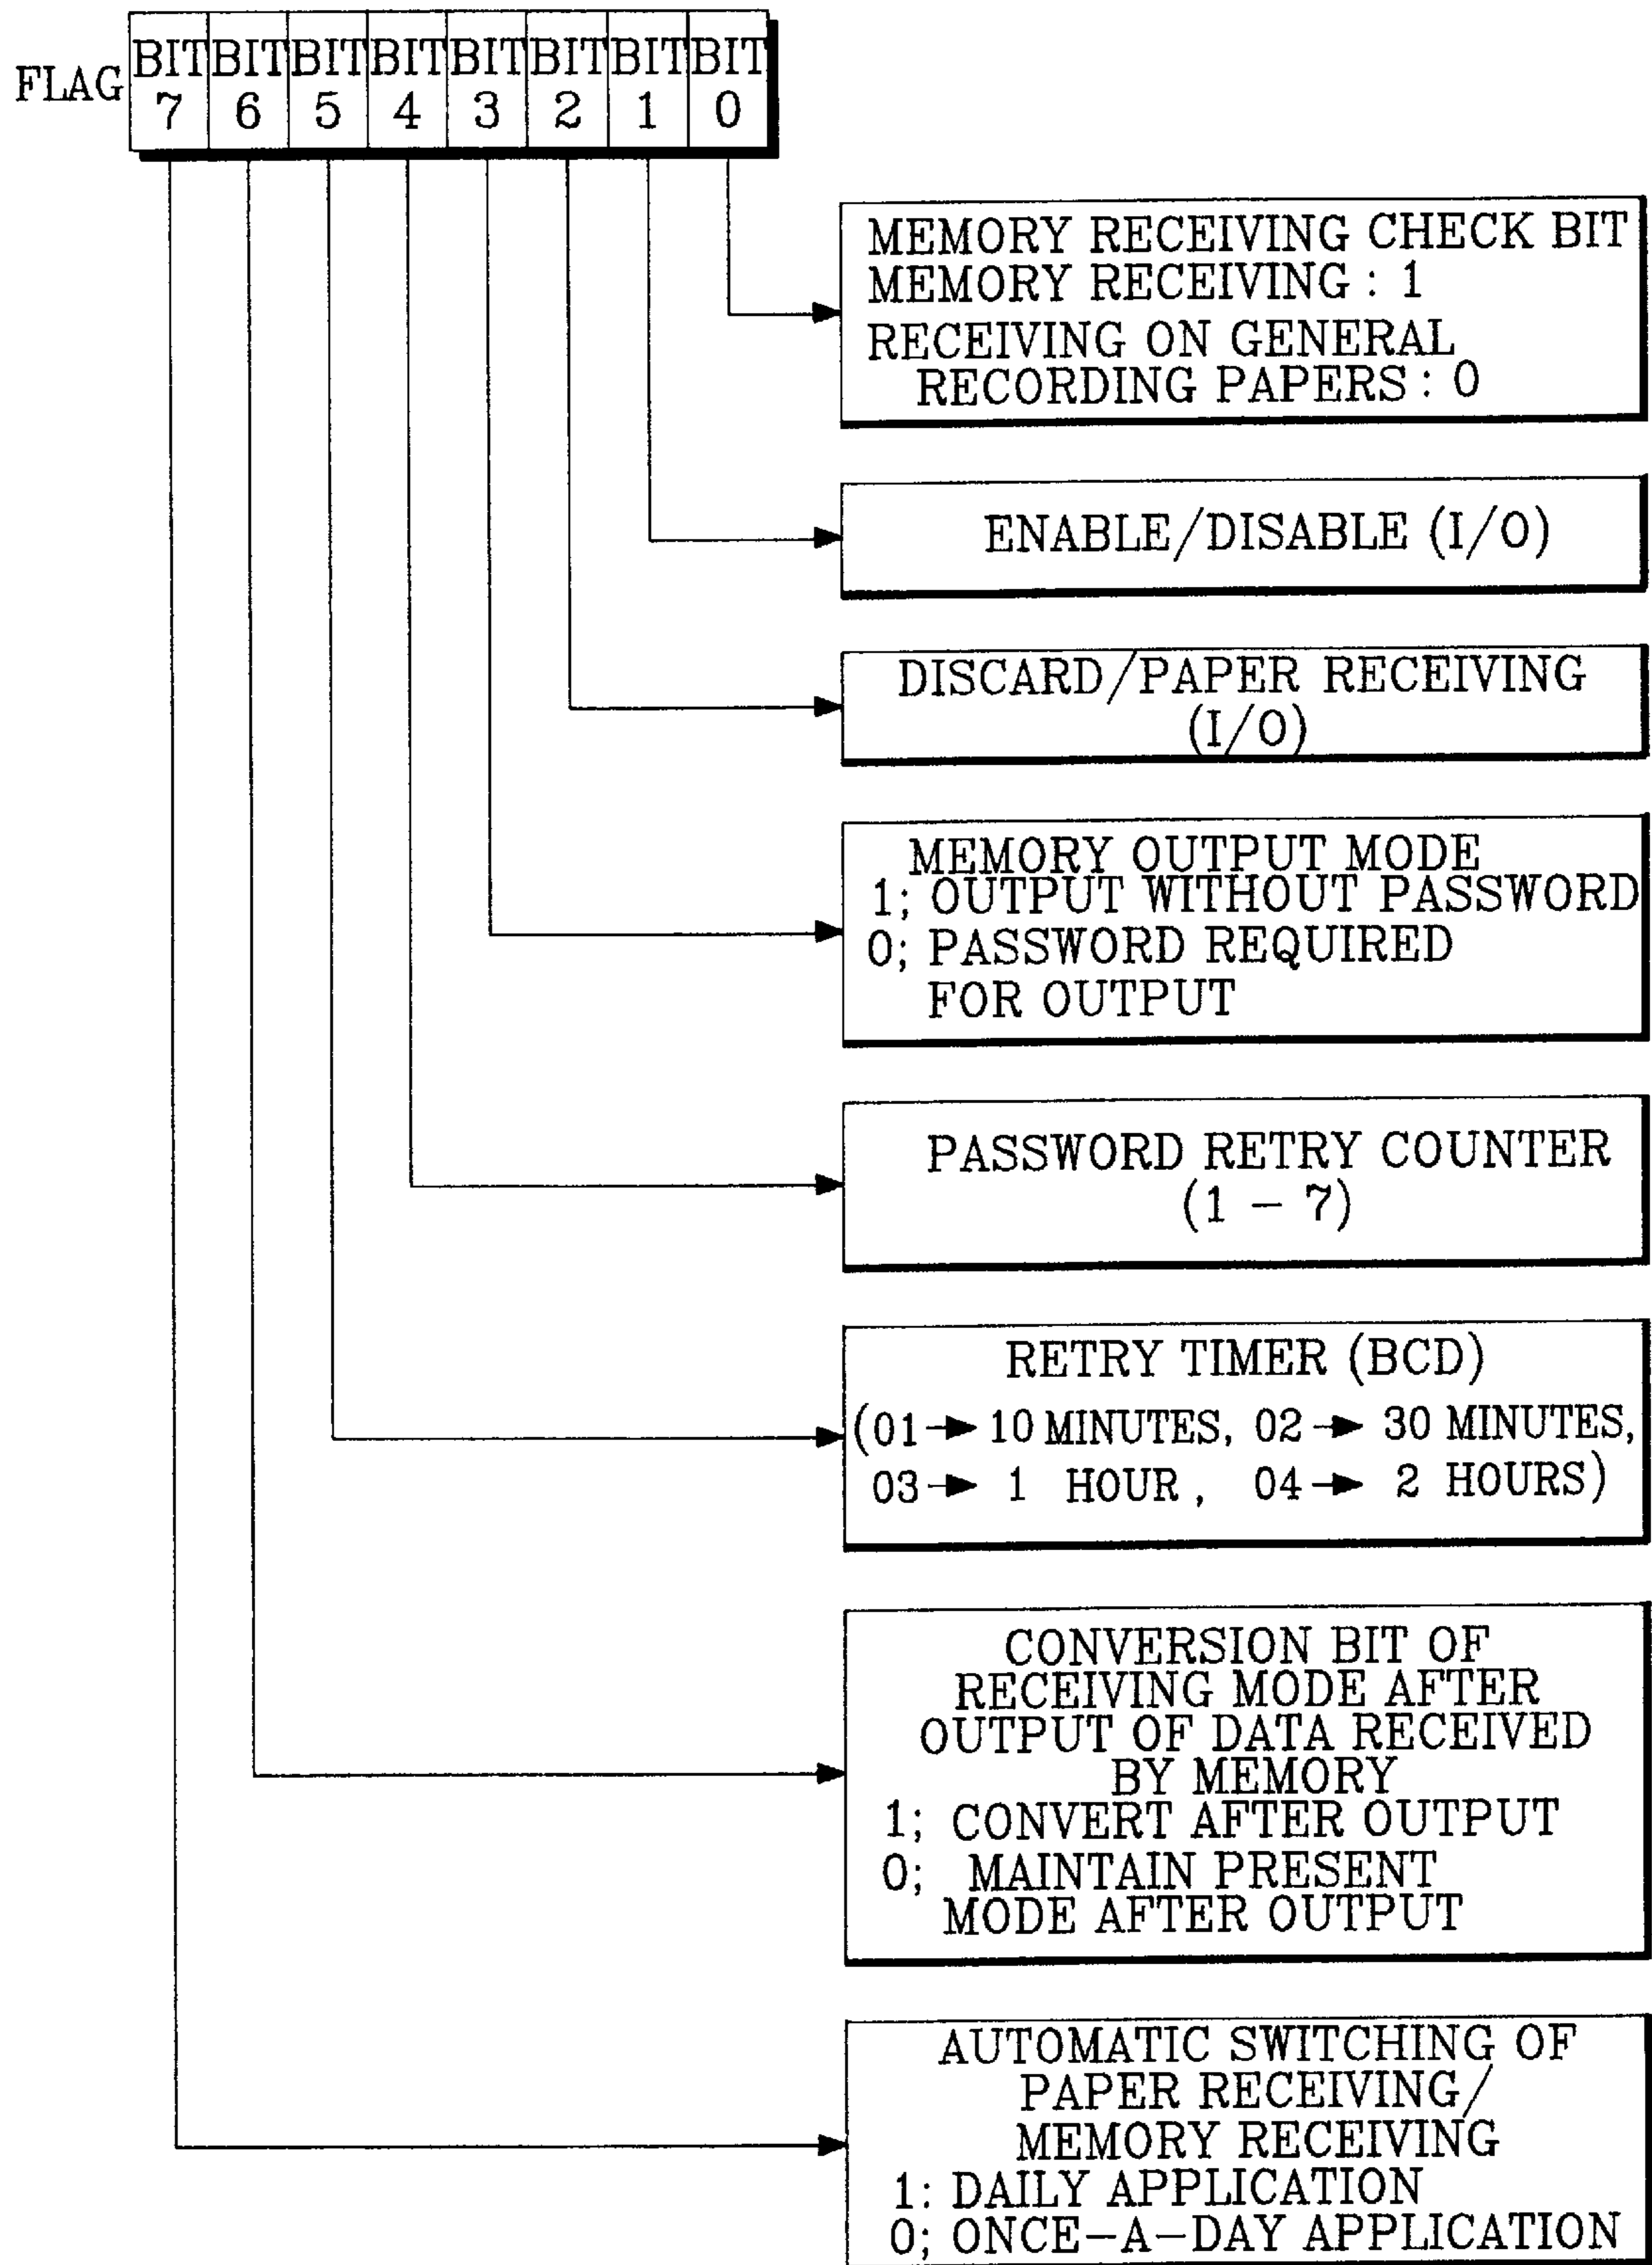 FLAG
BIT BIT BIT BIT BIT BIT BIT BIT
7 6 5 4 3 2 1 0
MEMORY RECEIVING CHECK BIT
MEMORY RECEIVING : 1
RECEIVING ON GENERAL
RECORDING PAPERS : 0
ENABLE/DISABLE (I/O)
DISCARD/PAPER RECEIVING
(I/O)
MEMORY OUTPUT MODE
1; OUTPUT WITHOUT PASSWORD
0; PASSWORD REQUIRED
FOR OUTPUT
PASSWORD RETRY COUNTER
(1 – 7)
RETRY TIMER (BCD)
(01→ 10 MINUTES, 02→ 30 MINUTES,
03→ 1 HOUR, 04→ 2 HOURS)
CONVERSION BIT OF
RECEIVING MODE AFTER
OUTPUT OF DATA RECEIVED
BY MEMORY
1; CONVERT AFTER OUTPUT
0; MAINTAIN PRESENT
MODE AFTER OUTPUT
AUTOMATIC SWITCHING OF
PAPER RECEIVING/
MEMORY RECEIVING
1: DAILY APPLICATION
0; ONCE–A–DAY APPLICATION